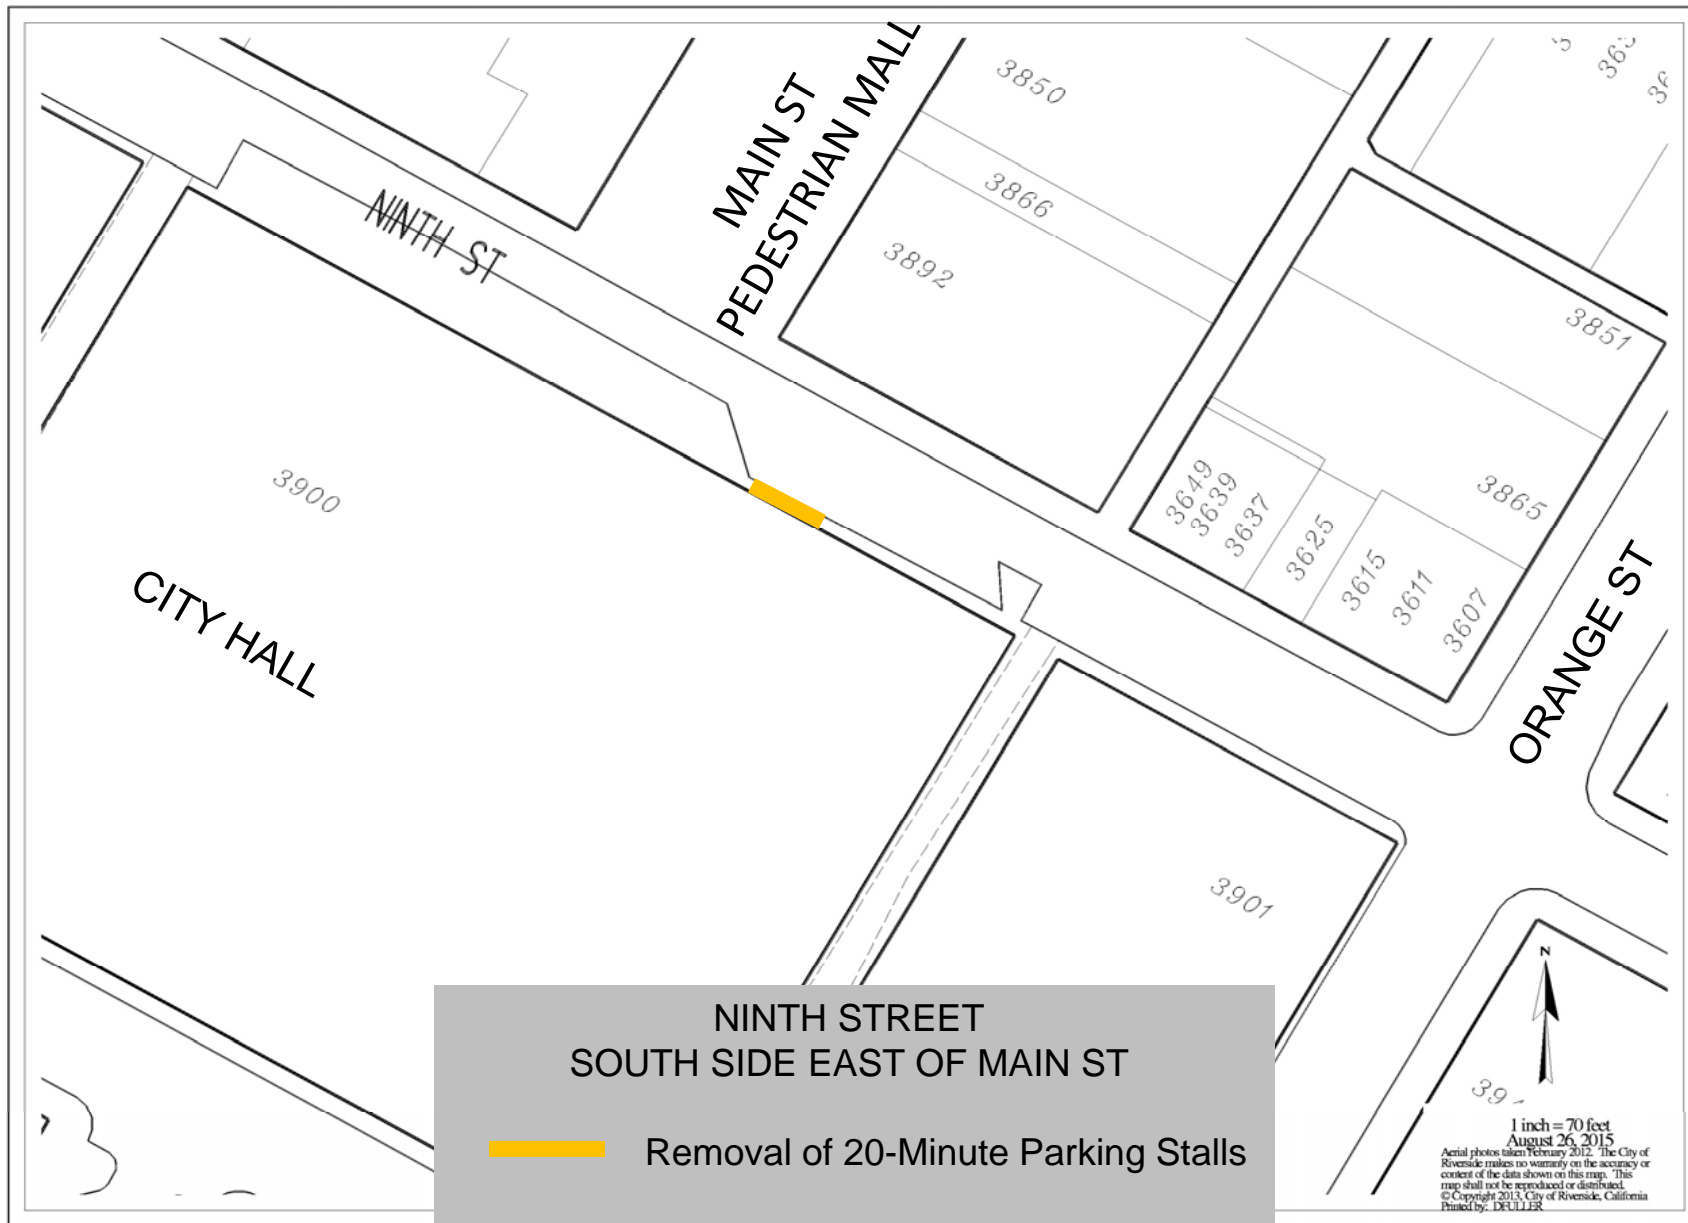 MAIN ST
PEDESTRIAN MALL
NINTH ST
3850
3866
3892
3851
3865
3649
3639
3637
3625
3615
3611
3607
ORANGE ST
3900
CITY HALL
3901
N
NINTH STREET
SOUTH SIDE EAST OF MAIN ST
Removal of 20-Minute Parking Stalls
1 inch = 70 feet
August 26, 2015
Aerial photos taken February 2012. The City of
Riverside makes no warranty on the accuracy or
content of the data shown on this map. This
map shall not be reproduced or distributed.
© Copyright 2013, City of Riverside, California
Printed by: DFULLER